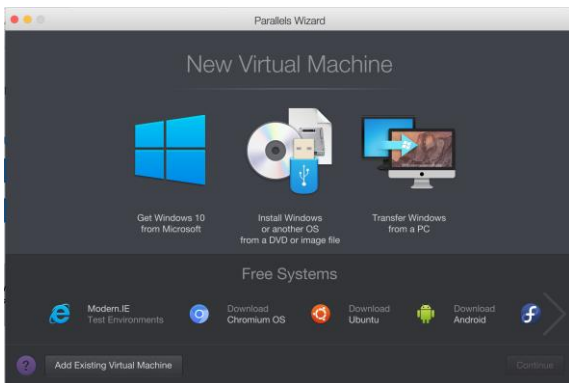 Parallels Wizard
New Virtual Machine
Get Windows 10
from Microsoft
Install Windows
or another OS
from a DVD or image file
Transfer Windows
from a PC
Free Systems
Modern.IE
Test Environments
Download
Chromium OS
Download
Ubuntu
Download
Android
?
Add Existing Virtual Machine
Continue